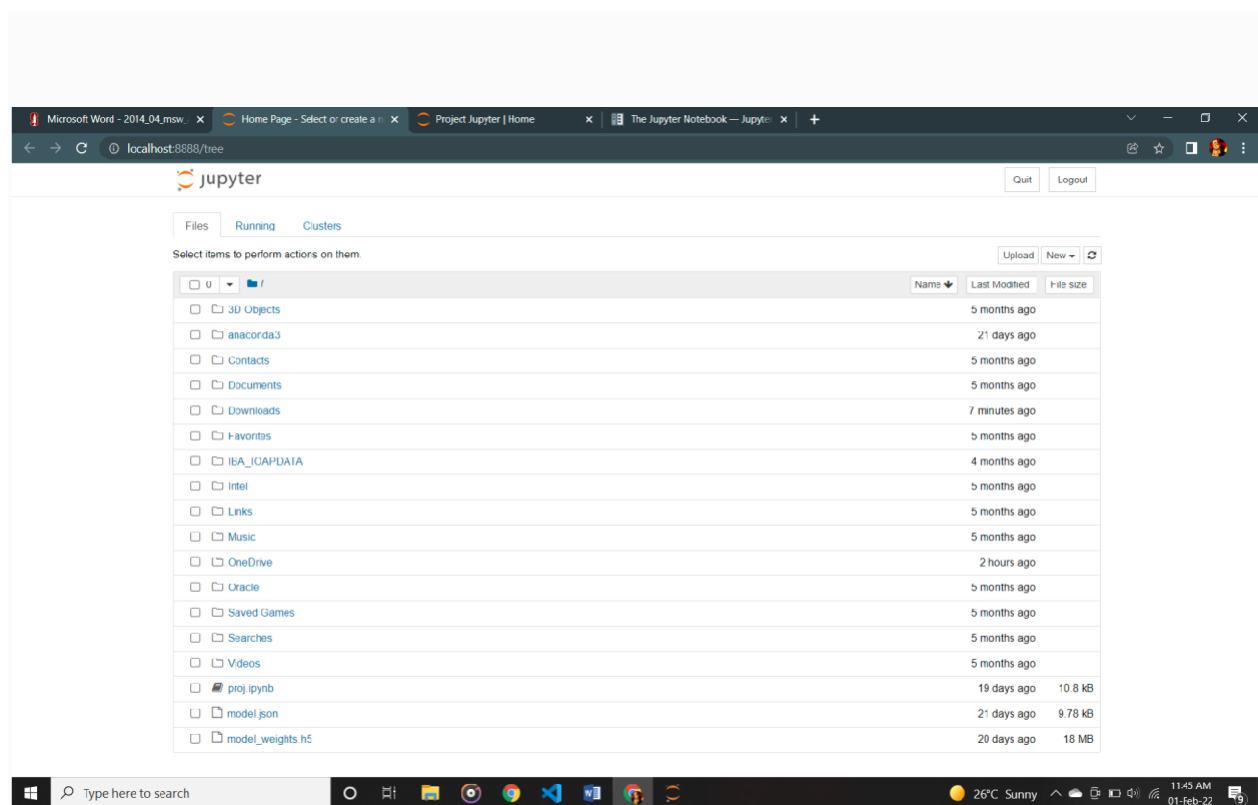 Microsoft Word - 2014_04_msw_ Home Page - Select or create a n Project Jupyter | Home The Jupyter Notebook — Jupyte
localhost:8888/tree
jupyter Quit Logout
Files Running Clusters
Select items to perform actions on them. Upload New
0 / Name Last Modified File size
3D Objects 5 months ago
anaconda3 21 days ago
Contacts 5 months ago
Documents 5 months ago
Downloads 7 minutes ago
Favorites 5 months ago
4 months ago
Intel 5 months ago
Links 5 months ago
Music 5 months ago
OneDrive 2 hours ago
Oracle 5 months ago
Saved Games 5 months ago
Searches 5 months ago
Videos 5 months ago
proj.ipynb 19 days ago 10.8 kB
model.json 21 days ago 9.78 kB
model_weights.h5 20 days ago 18 MB
Type here to search 26°C Sunny 11:45 AM
01-Feb-22